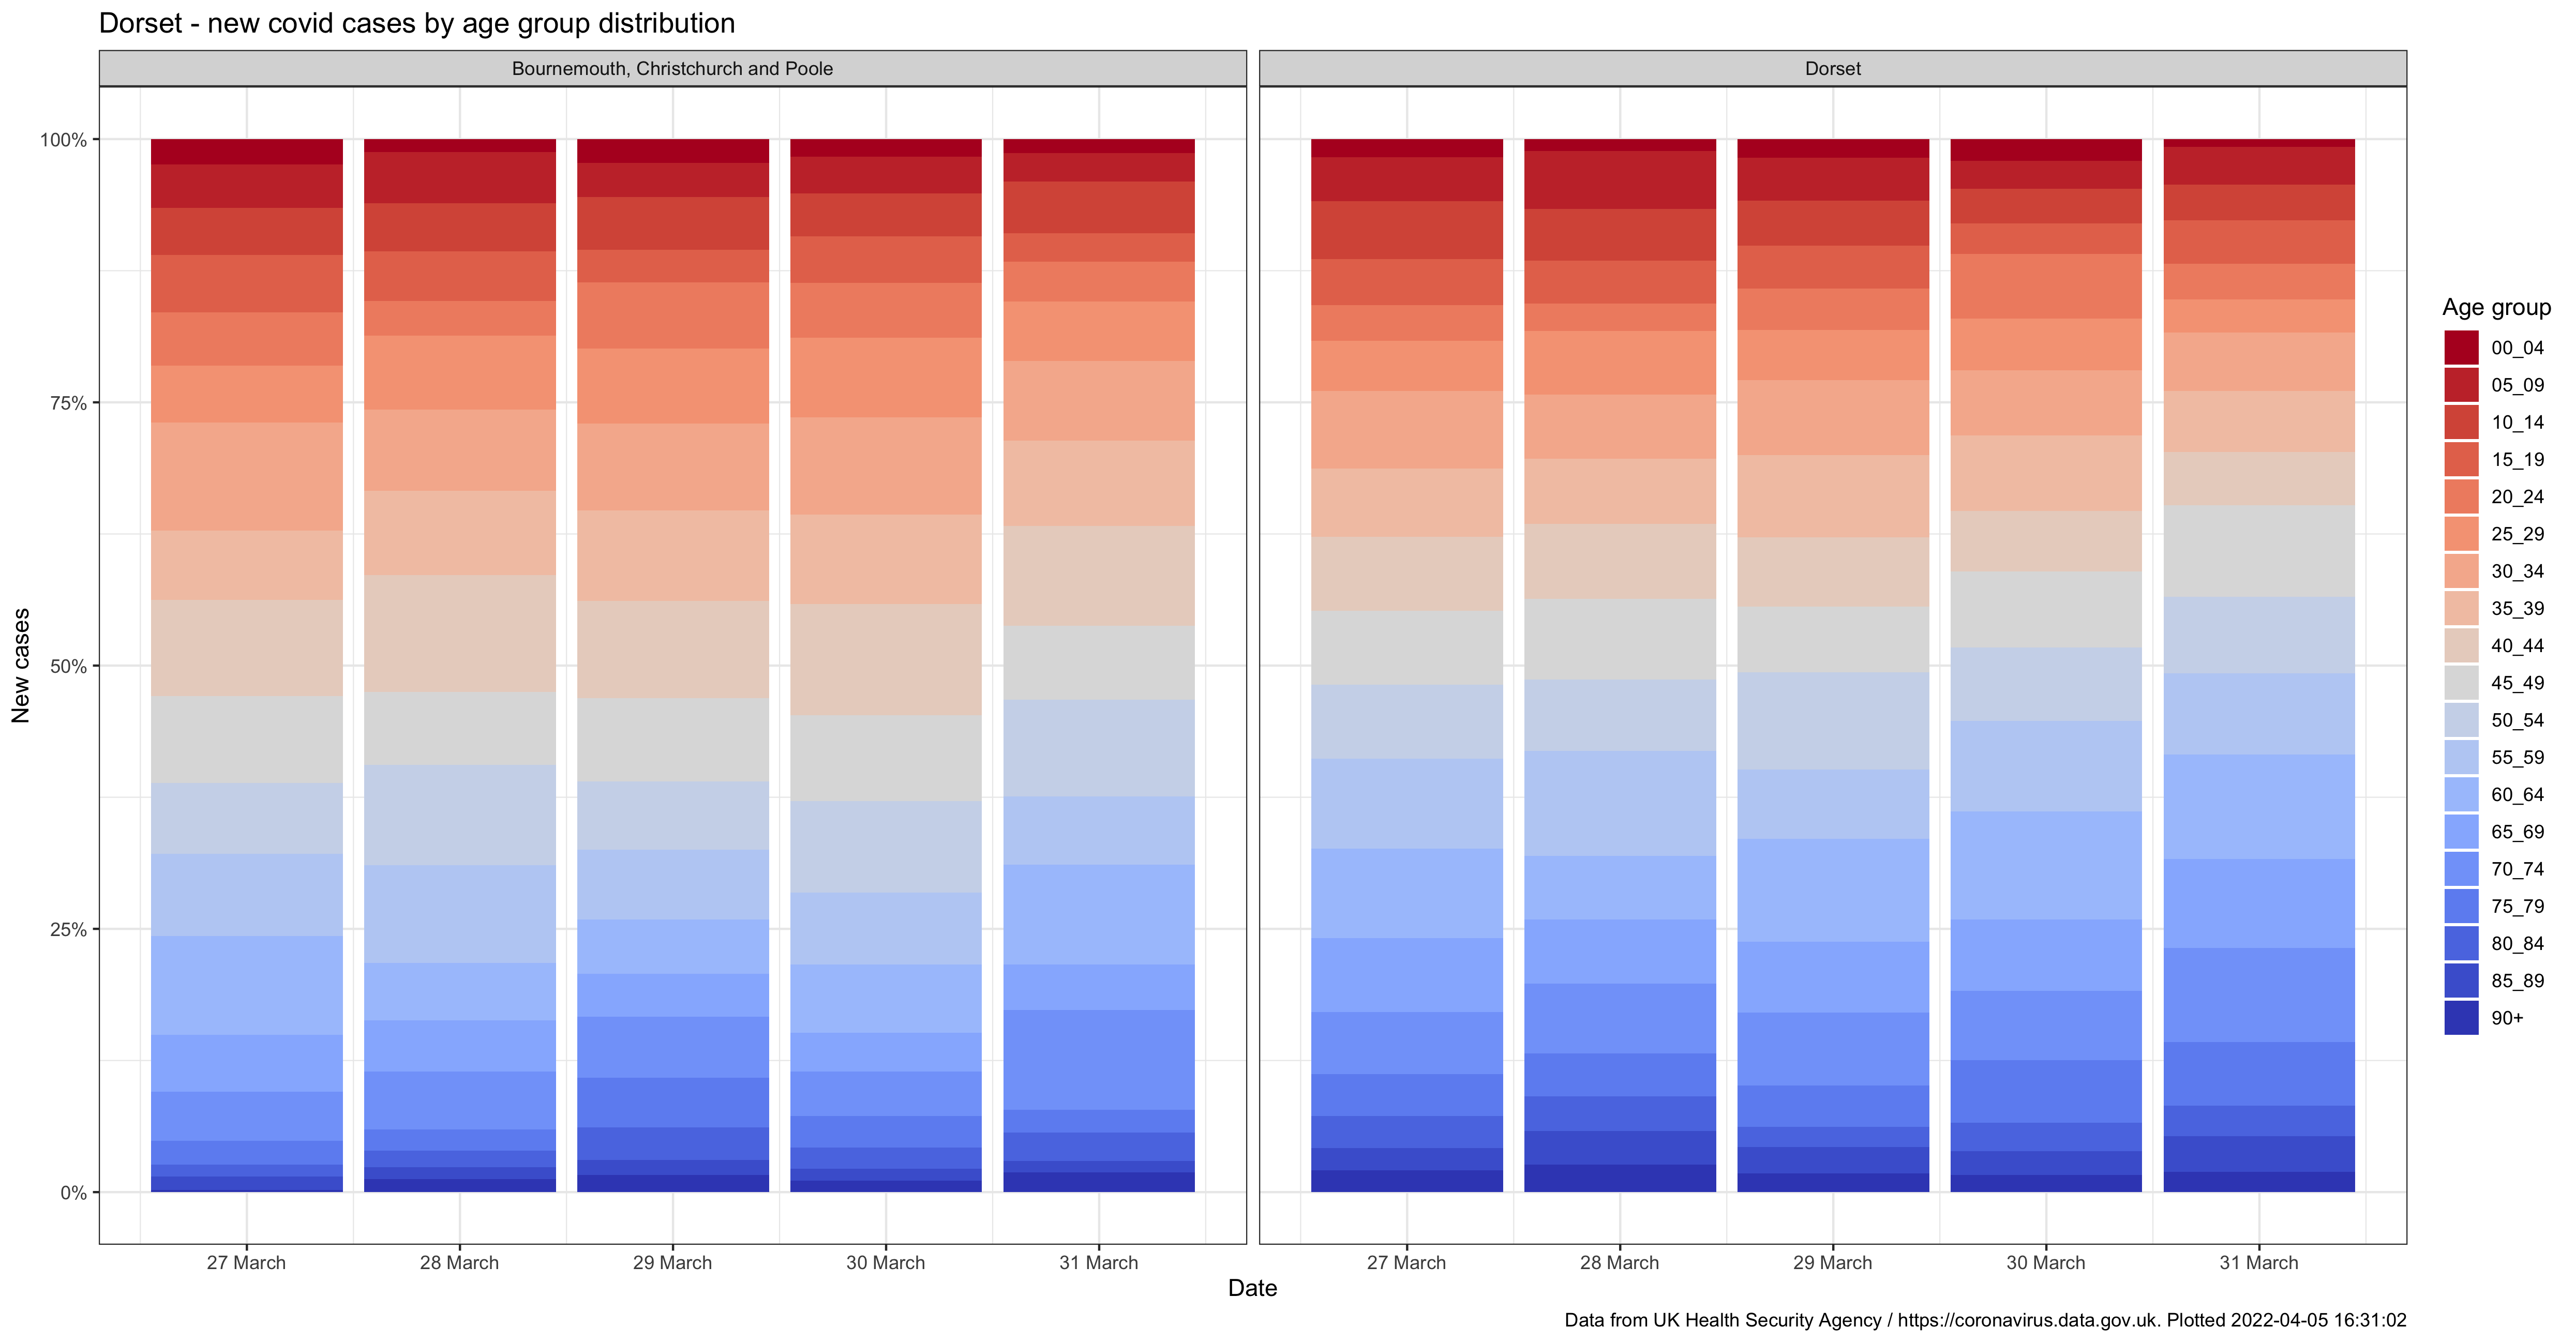 Dorset - new covid cases by age group distribution
Bournemouth, Christchurch and Poole
Dorset
100%
75%
50%
25%
0%
New cases
27 March
28 March
29 March
30 March
31 March
27 March
28 March
29 March
30 March
31 March
Date
Age group
00_04
05_09
10_14
15_19
20_24
25_29
30_34
35_39
40_44
45_49
50_54
55_59
60_64
65_69
70_74
75_79
80_84
85_89
90+
Data from UK Health Security Agency / https://coronavirus.data.gov.uk. Plotted 2022-04-05 16:31:02